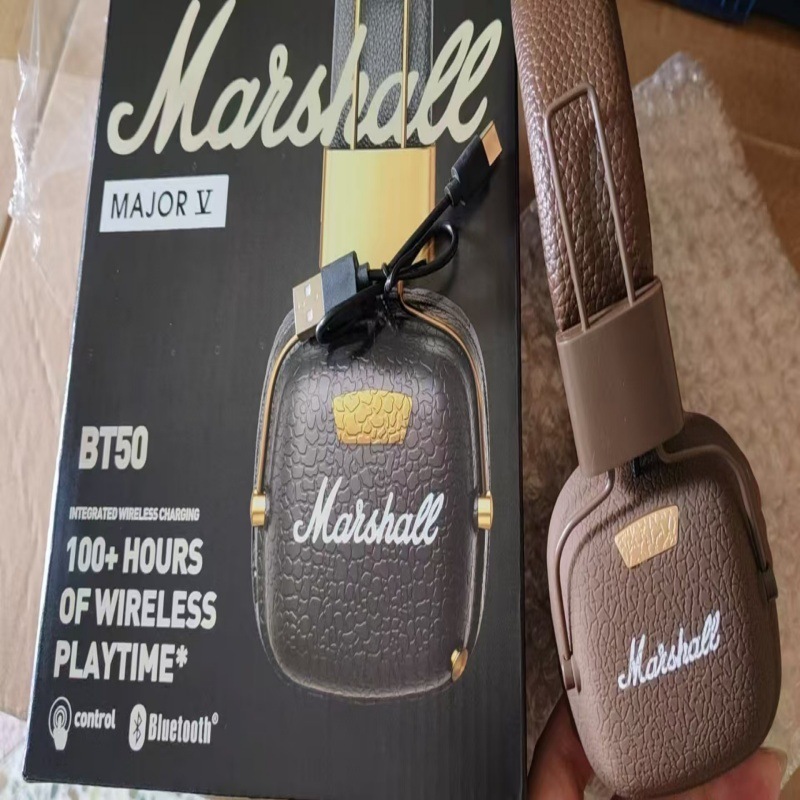 Marshall
MAJOR V
BT50
INTEGRATED WIRELESS CHARGING
100+ HOURS
OF WIRELESS
PLAYTIME*
control
Bluetooth®
Marshall
Marshall